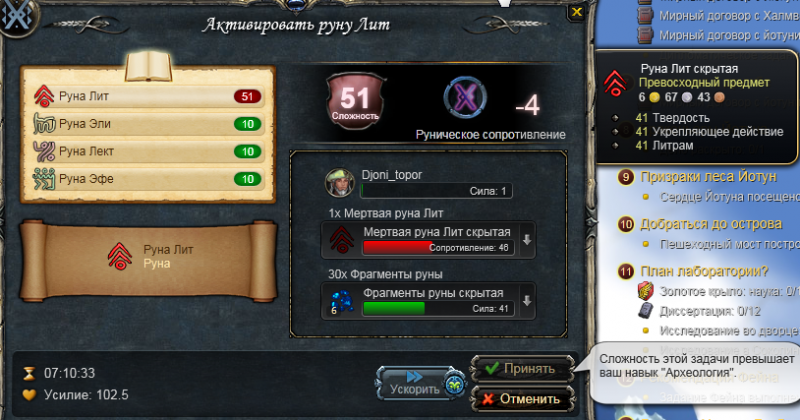 Активировать руну Лит
Руна Лит 51
Руна Эли 10
Руна Лект 10
Руна Эфе 10
Руна Лит
Руна
51
Сложность
-4
Руническое сопротивление
Djoni_topor
Сила: 1
1x Мертвая руна Лит
Мертвая руна Лит скрытая
Сопротивление: 46
30x Фрагменты руны
Фрагменты руны скрытая
6
Сила: 41
07:10:33
Усилие: 102.5
Ускорить
Принять
Отменить
Мирный договор с Халмв
Мирный договор с йотуни
Руна Лит скрытая
Превосходный предмет
6 67 43
41 Твердость
41 Укрепляющее действие
41 Литрам
9 Призраки леса Йотун
Сердце Йотуна посещено
10 Добраться до острова
Пешеходный мост постро
11 План лаборатории?
Золотое крыло: наука: 0/1
Диссертация: 0/12
Исследование во дворце
Сложность этой задачи превышает
ваш навык "Археология".